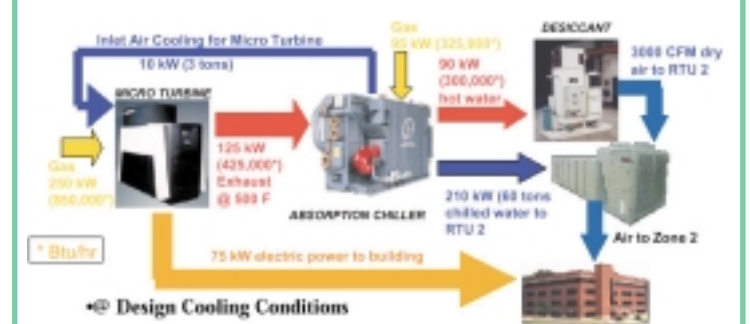 Inlet Air Cooling for Micro Turbine
10 kW (3 tons)
MICRO TURBINE
Gas
250 kW
(850,000*)
125 kW
(425,000*)
Exhaust
@ 500 F
Gas
95 kW (325,000*)
ABSORPTION CHILLER
90 kW
(300,000*)
hot water
DESICCANT
3000 CFM dry
air to RTU 2
210 kW (60 tons
chilled water to
RTU 2
Air to Zone 2
75 kW electric power to building
* Btu/hr
•@ Design Cooling Conditions